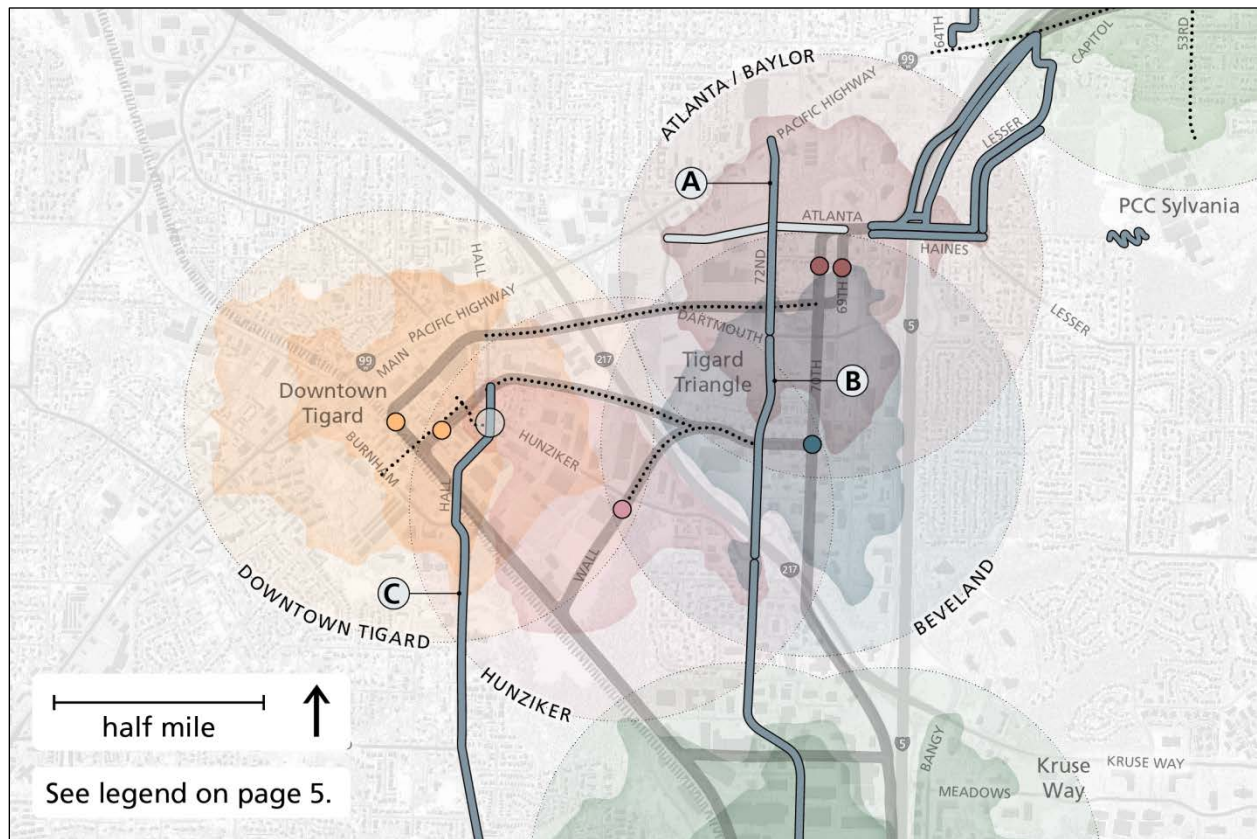 64TH
CAPITOL
53RD
99
ATLANTA / BAYLOR
PACIFIC HIGHWAY
LESSER
A
ATLANTA
PCC Sylvania
HAINES
HALL
72ND
69TH
LESSER
PACIFIC HIGHWAY
DARTMOUTH
5
99
MAIN
217
Tigard
Triangle
70TH
B
Downtown
Tigard
BURNHAM
HUNZIKER
HALL
WALL
217
C
DOWNTOWN TIGARD
BEVELAND
HUNZIKER
half mile
5
BANGY
Kruse
Way
KRUSE WAY
MEADOWS
See legend on page 5.